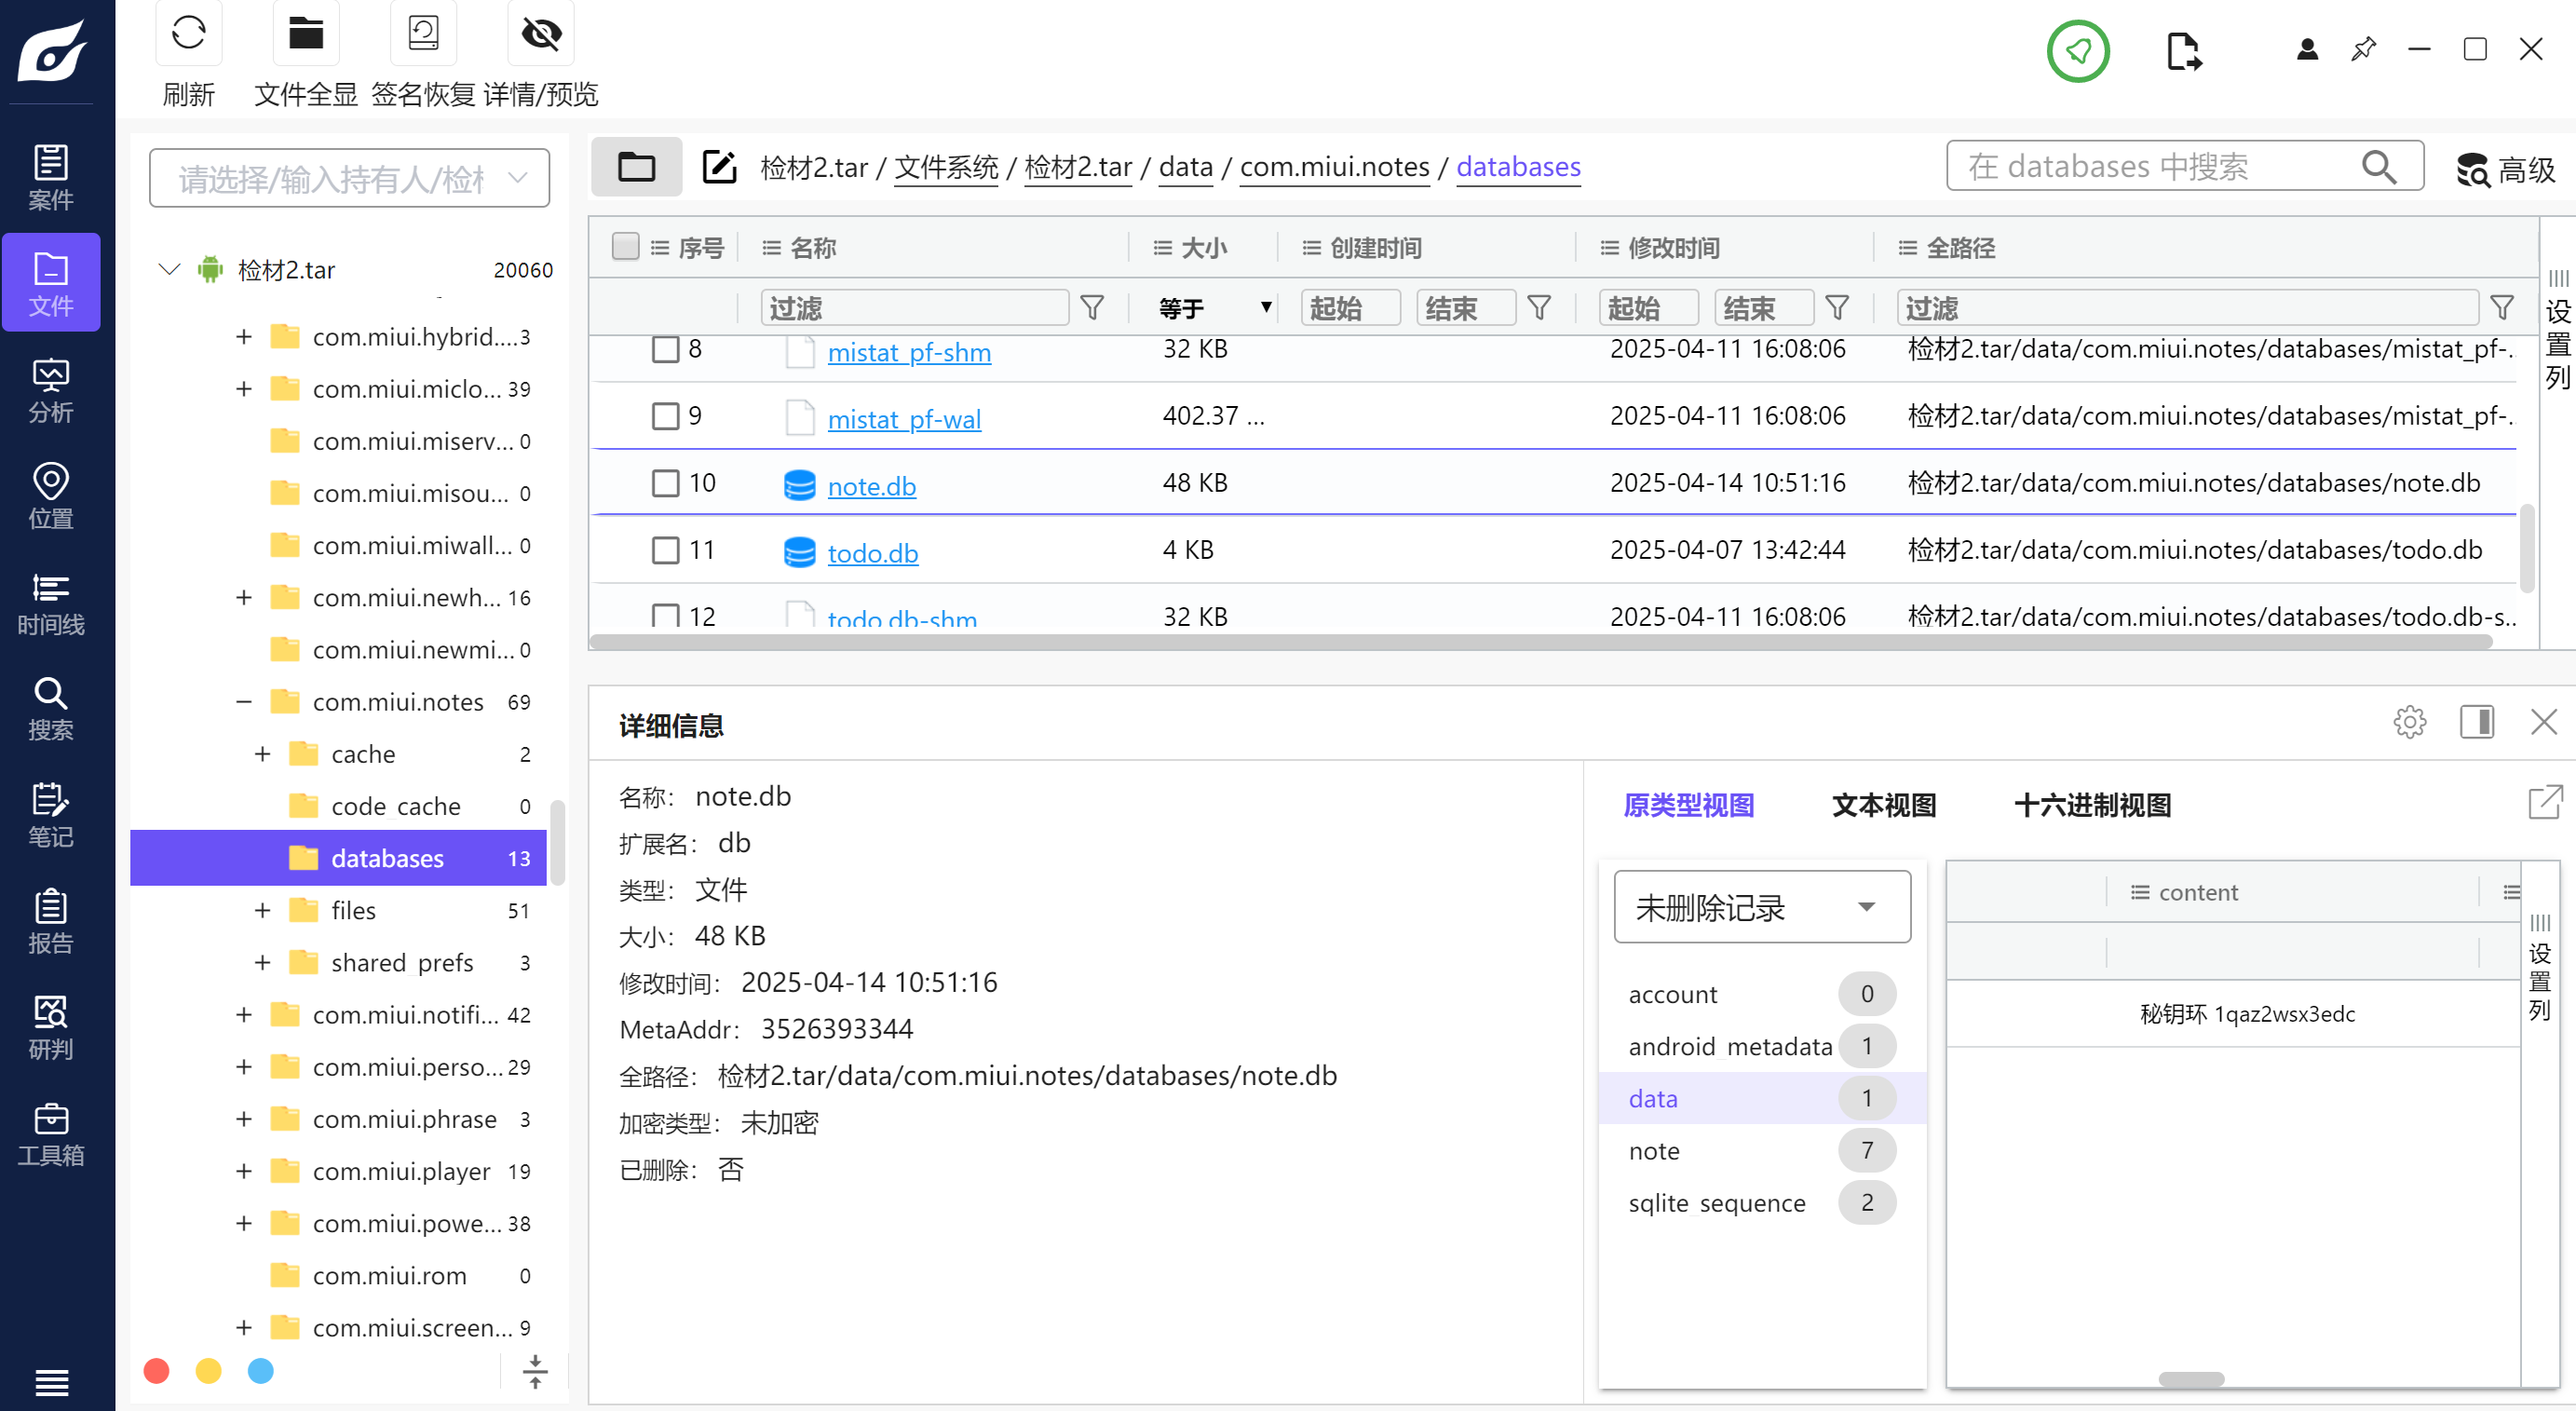 刷新
文件全显
签名恢复
详情/预览
案件
文件
分析
位置
时间线
搜索
笔记
报告
研判
工具箱
请选择/输入持有人/检材
检材2.tar 20060
com.miui.hybrid.... 3
com.miui.miclo... 39
com.miui.miserv... 0
com.miui.misou... 0
com.miui.miwall... 0
com.miui.newh... 16
com.miui.newmi... 0
com.miui.notes 69
cache 2
code_cache 0
databases 13
files 51
shared_prefs 3
com.miui.notifi... 42
com.miui.perso... 29
com.miui.phrase 3
com.miui.player 19
com.miui.powe... 38
com.miui.rom 0
com.miui.screen... 9
检材2.tar / 文件系统 / 检材2.tar / data / com.miui.notes / databases
在 databases 中搜索
高级
序号 名称 大小 创建时间 修改时间 全路径
过滤 等于 起始 结束 起始 结束 过滤
8 mistat_pf-shm 32 KB 2025-04-11 16:08:06 检材2.tar/data/com.miui.notes/databases/mistat_pf-..
9 mistat_pf-wal 402.37 ... 2025-04-11 16:08:06 检材2.tar/data/com.miui.notes/databases/mistat_pf-..
10 note.db 48 KB 2025-04-14 10:51:16 检材2.tar/data/com.miui.notes/databases/note.db
11 todo.db 4 KB 2025-04-07 13:42:44 检材2.tar/data/com.miui.notes/databases/todo.db
12 todo.db-shm 32 KB 2025-04-11 16:08:06 检材2.tar/data/com.miui.notes/databases/todo.db-s..
设置列
详细信息
名称： note.db
扩展名： db
类型： 文件
大小： 48 KB
修改时间： 2025-04-14 10:51:16
MetaAddr： 3526393344
全路径： 检材2.tar/data/com.miui.notes/databases/note.db
加密类型： 未加密
已删除： 否
原类型视图 文本视图 十六进制视图
未删除记录
account 0
android_metadata 1
data 1
note 7
sqlite_sequence 2
content
秘钥环 1qaz2wsx3edc
设置列